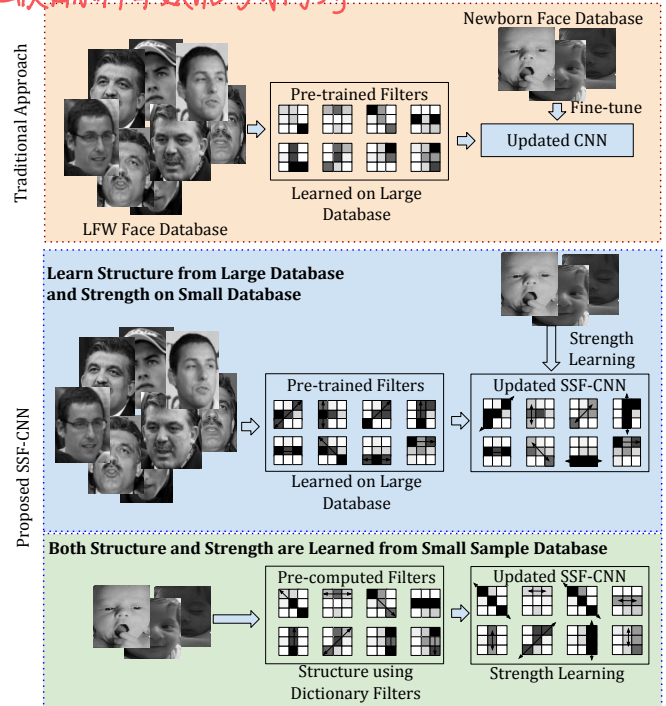 Newborn Face Database
Traditional Approach
Pre-trained Filters
Fine-tune
Updated CNN
Learned on Large
Database
LFW Face Database
Learn Structure from Large Database
and Strength on Small Database
Strength
Learning
Proposed SSF-CNN
Pre-trained Filters
Updated SSF-CNN
Learned on Large
Database
Both Structure and Strength are Learned from Small Sample Database
Pre-computed Filters
Updated SSF-CNN
Structure using
Dictionary Filters
Strength Learning